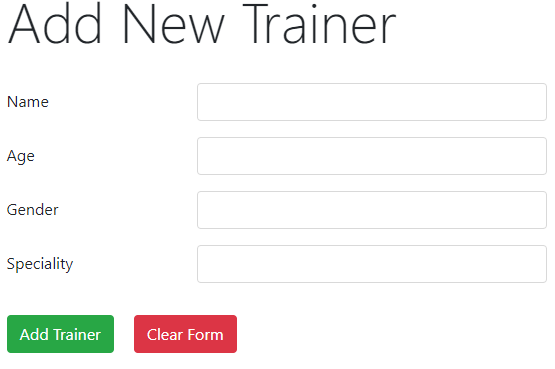 Add New Trainer
Name
Age
Gender
Speciality
Add Trainer Clear Form